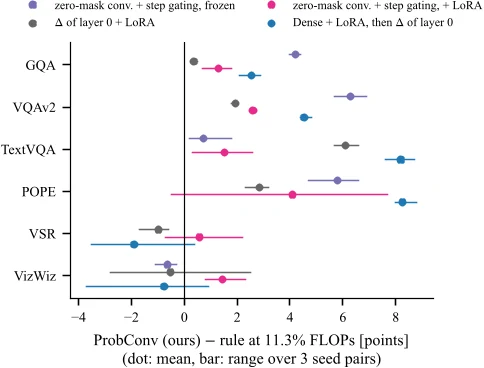 zero-mask conv. + step gating, frozen
zero-mask conv. + step gating, + LoRA
Δ of layer 0 + LoRA
Dense + LoRA, then Δ of layer 0
GQA
VQAv2
TextVQA
POPE
VSR
VizWiz
−4 −2 0 2 4 6 8
ProbConv (ours) − rule at 11.3% FLOPs [points]
(dot: mean, bar: range over 3 seed pairs)